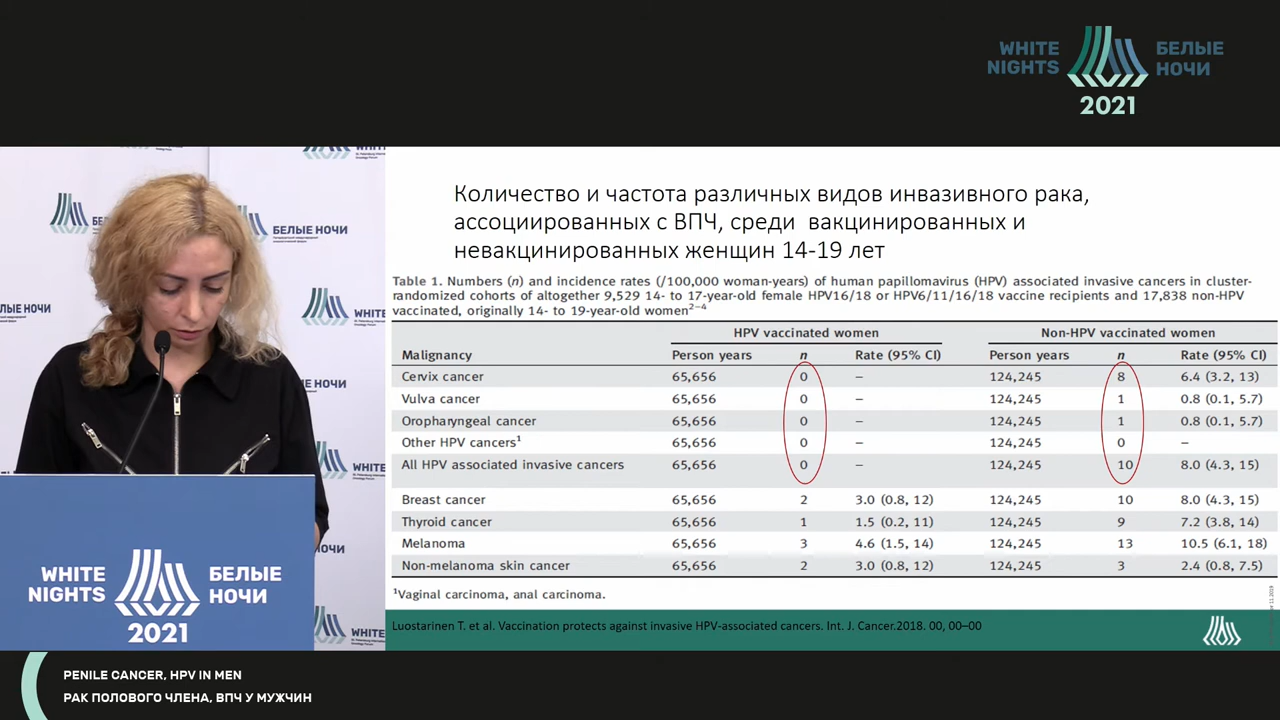 WHITE
NIGHTS
БЕЛЫЕ
НОЧИ
2021
БЕЛЫЕ НОЧИ
БЕЛЫЕ НОЧИ
WHITE
WHITE
WHITE
НОЧИ
WHITE
NIGHTS
БЕЛЫЕ
НОЧИ
2021
Количество и частота различных видов инвазивного рака,
ассоциированных с ВПЧ, среди вакцинированных и
невакцинированных женщин 14-19 лет
Table 1. Numbers (n) and incidence rates (/100,000 woman-years) of human papillomavirus (HPV) associated invasive cancers in cluster-
randomized cohorts of altogether 9,529 14- to 17-year-old female HPV16/18 or HPV6/11/16/18 vaccine recipients and 17,838 non-HPV
vaccinated, originally 14- to 19-year-old women2–4
HPV vaccinated women Non-HPV vaccinated women
Malignancy Person years n Rate (95% CI) Person years n Rate (95% CI)
Cervix cancer 65,656 0 – 124,245 8 6.4 (3.2, 13)
Vulva cancer 65,656 0 – 124,245 1 0.8 (0.1, 5.7)
Oropharyngeal cancer 65,656 0 – 124,245 1 0.8 (0.1, 5.7)
Other HPV cancers1 65,656 0 – 124,245 0 –
All HPV associated invasive cancers 65,656 0 – 124,245 10 8.0 (4.3, 15)
Breast cancer 65,656 2 3.0 (0.8, 12) 124,245 10 8.0 (4.3, 15)
Thyroid cancer 65,656 1 1.5 (0.2, 11) 124,245 9 7.2 (3.8, 14)
Melanoma 65,656 3 4.6 (1.5, 14) 124,245 13 10.5 (6.1, 18)
Non-melanoma skin cancer 65,656 2 3.0 (0.8, 12) 124,245 3 2.4 (0.8, 7.5)
1Vaginal carcinoma, anal carcinoma.
Luostarinen T. et al. Vaccination protects against invasive HPV-associated cancers. Int. J. Cancer.2018. 00, 00–00
PENILE CANCER, HPV IN MEN
РАК ПОЛОВОГО ЧЛЕНА, ВПЧ У МУЖЧИН